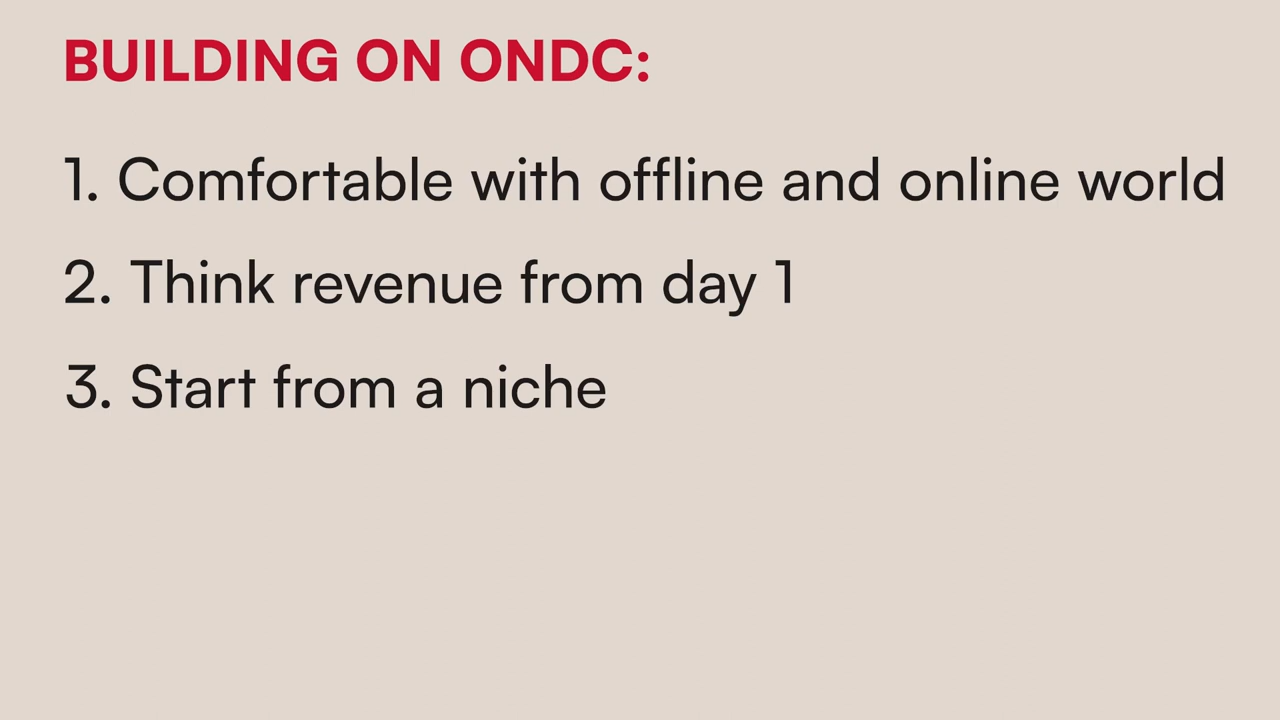 BUILDING ON ONDC:
1. Comfortable with offline and online world
2. Think revenue from day 1
3. Start from a niche